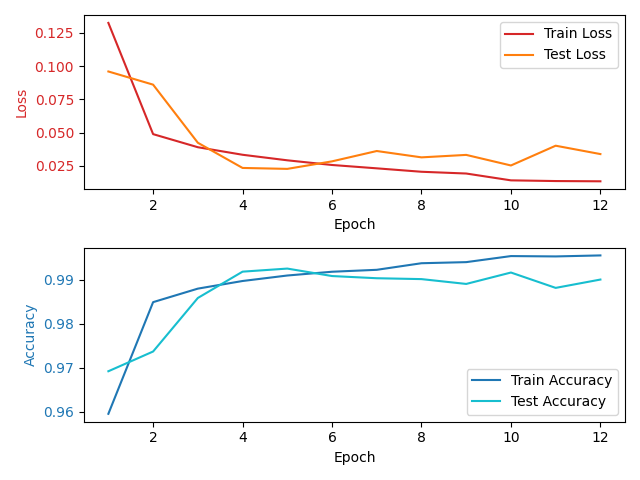 0.125
0.100
0.075
0.050
0.025
Loss
Train Loss
Test Loss
2 4 6 8 10 12
Epoch
0.99
0.98
0.97
0.96
Accuracy
Train Accuracy
Test Accuracy
2 4 6 8 10 12
Epoch